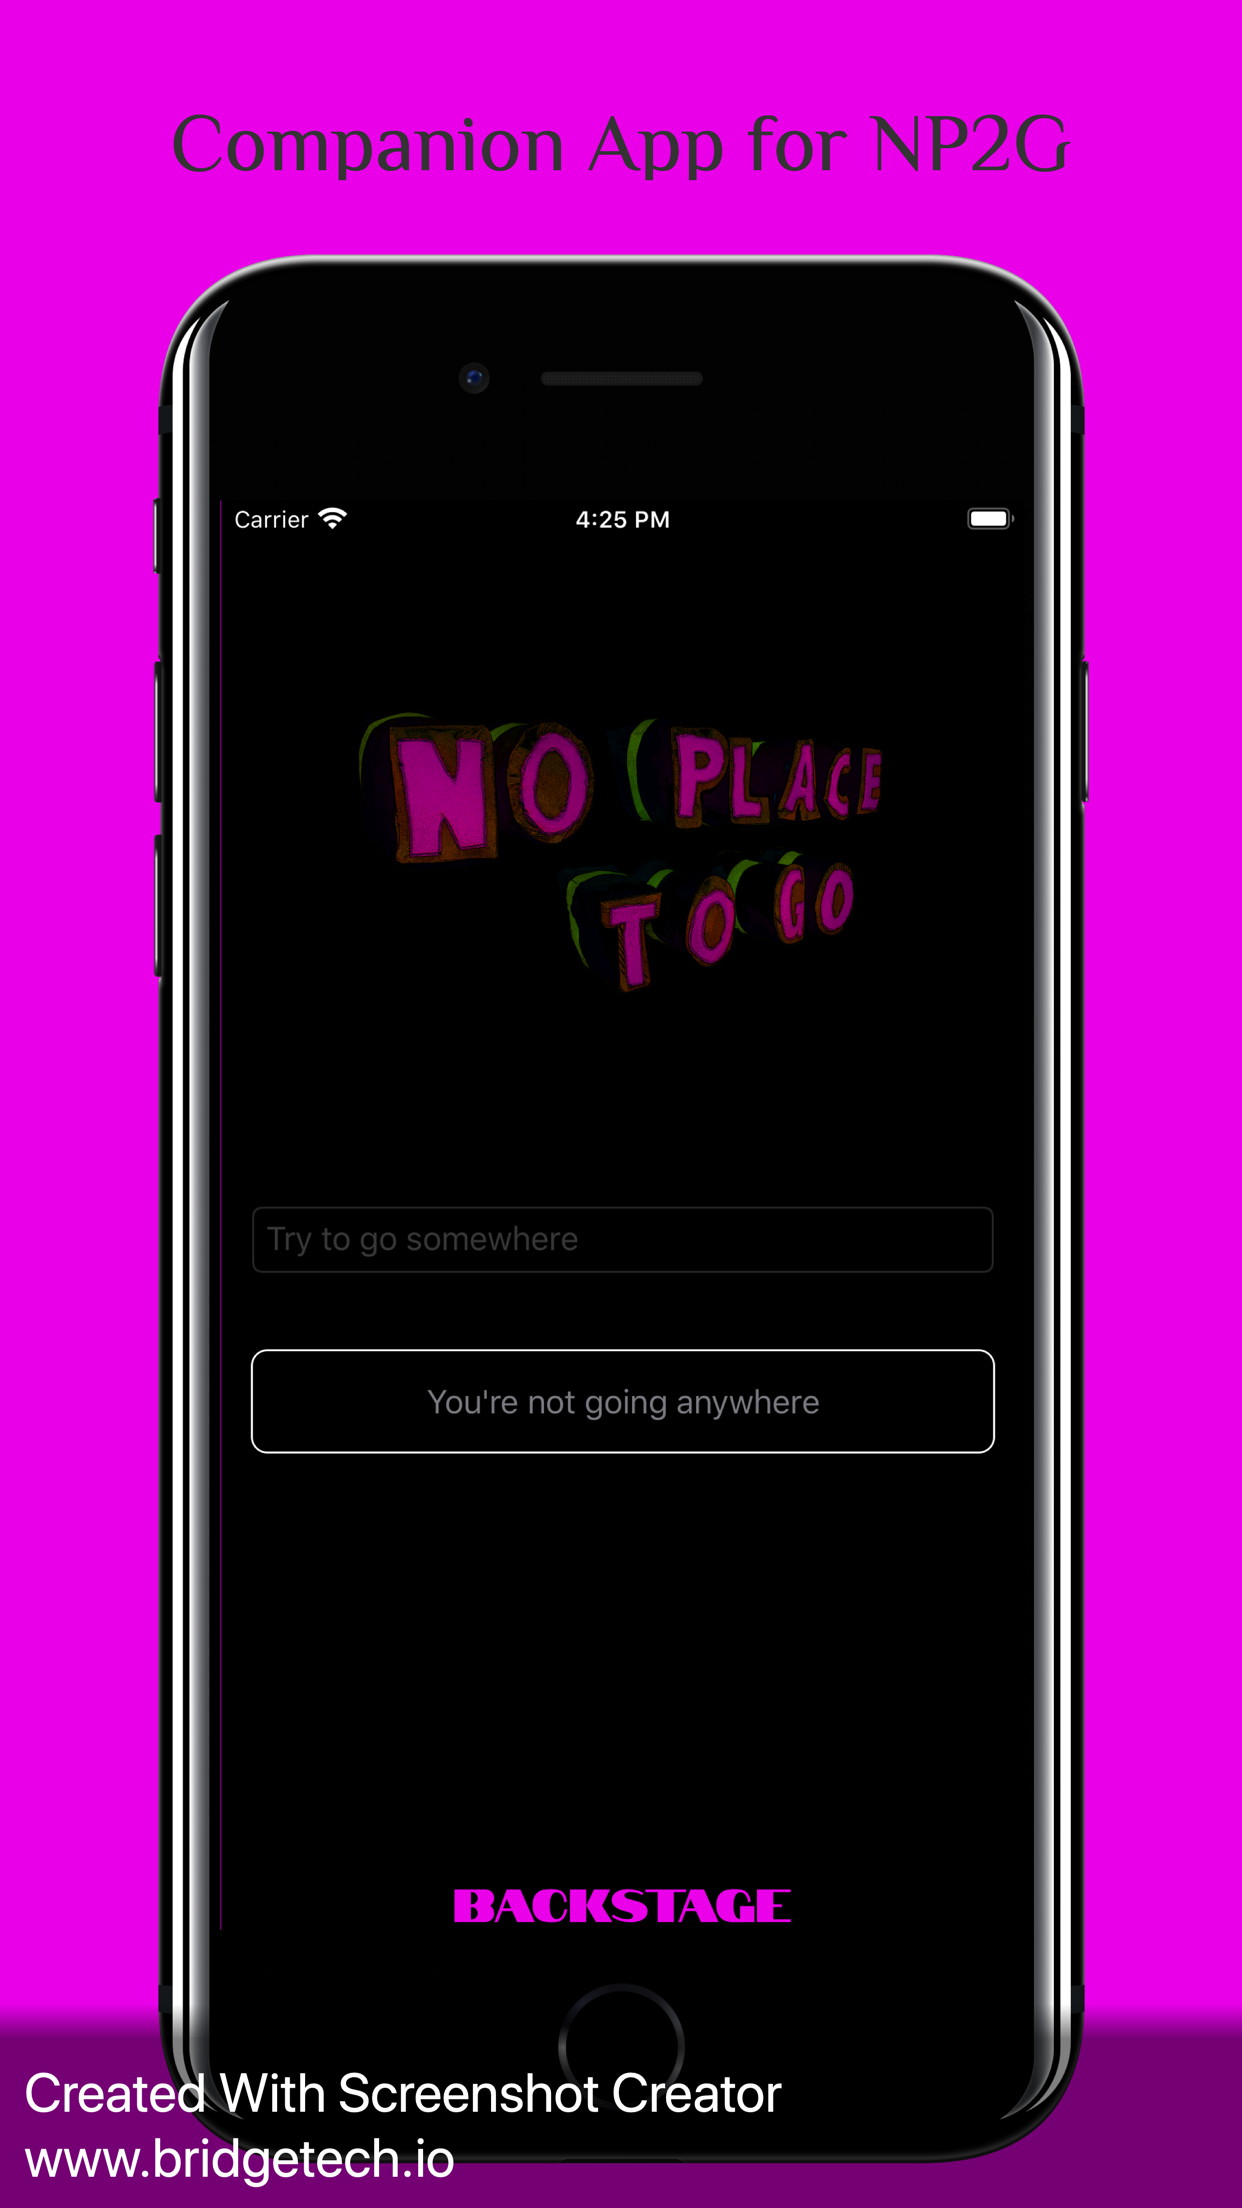 Companion App for NP2G
Carrier 4:25 PM
NO PLACE
TO GO
Try to go somewhere
You're not going anywhere
BACKSTAGE
Created With Screenshot Creator
www.bridgetech.io